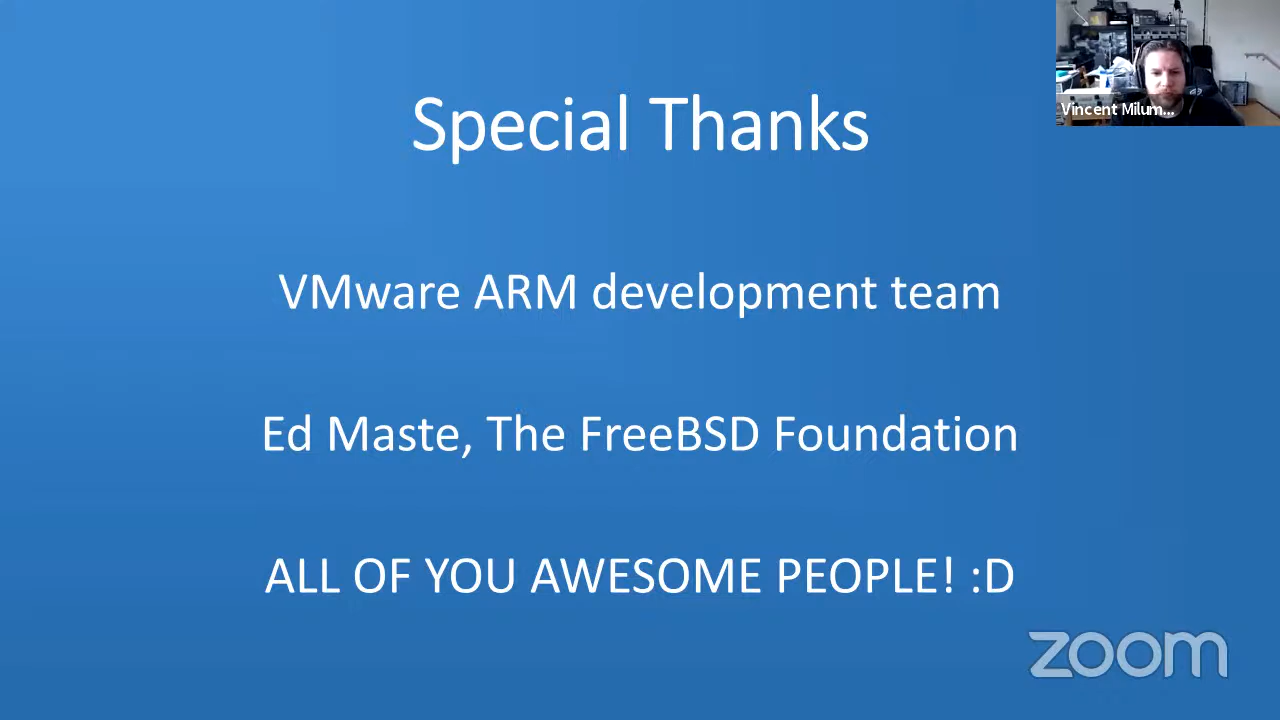 Vincent Milum...
Special Thanks
VMware ARM development team
Ed Maste, The FreeBSD Foundation
ALL OF YOU AWESOME PEOPLE! :D
zoom